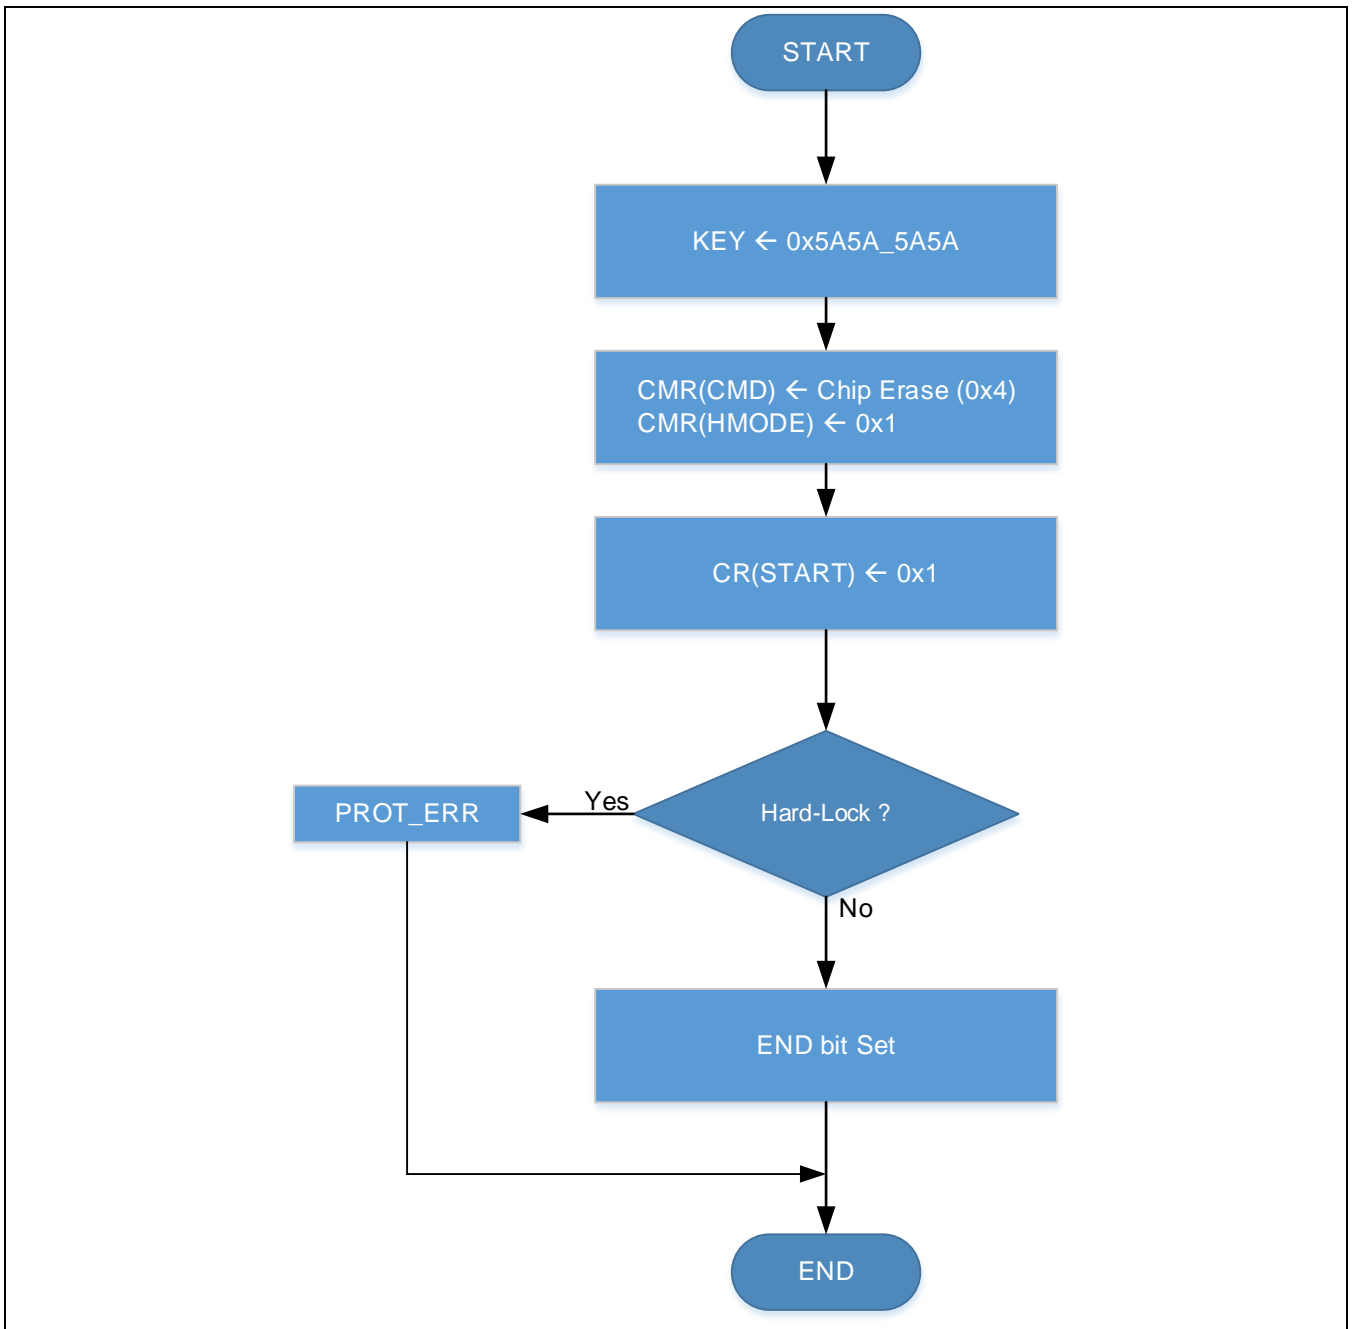 START
KEY ← 0x5A5A_5A5A
CMR(CMD) ← Chip Erase (0x4)
CMR(HMODE) ← 0x1
CR(START) ← 0x1
Hard-Lock ?
Yes
PROT_ERR
No
END bit Set
END